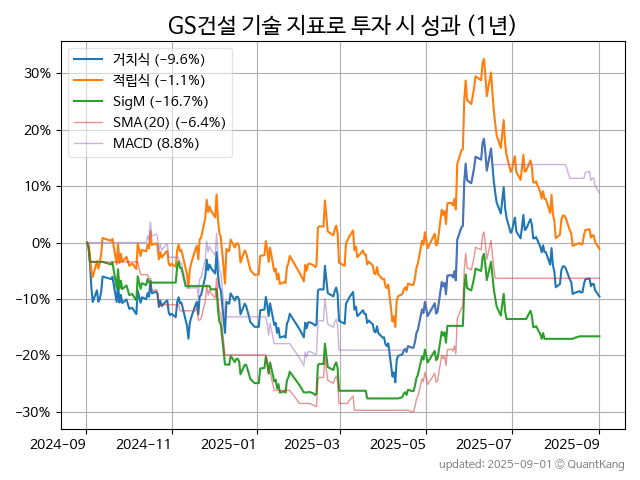 GS건설 기술 지표로 투자 시 성과 (1년)
거치식 (−9.6%)
적립식 (−1.1%)
SigM (−16.7%)
SMA(20) (−6.4%)
MACD (8.8%)
30%
20%
10%
0%
−10%
−20%
−30%
2024-09 2024-11 2025-01 2025-03 2025-05 2025-07 2025-09
updated: 2025-09-01 © QuantKang